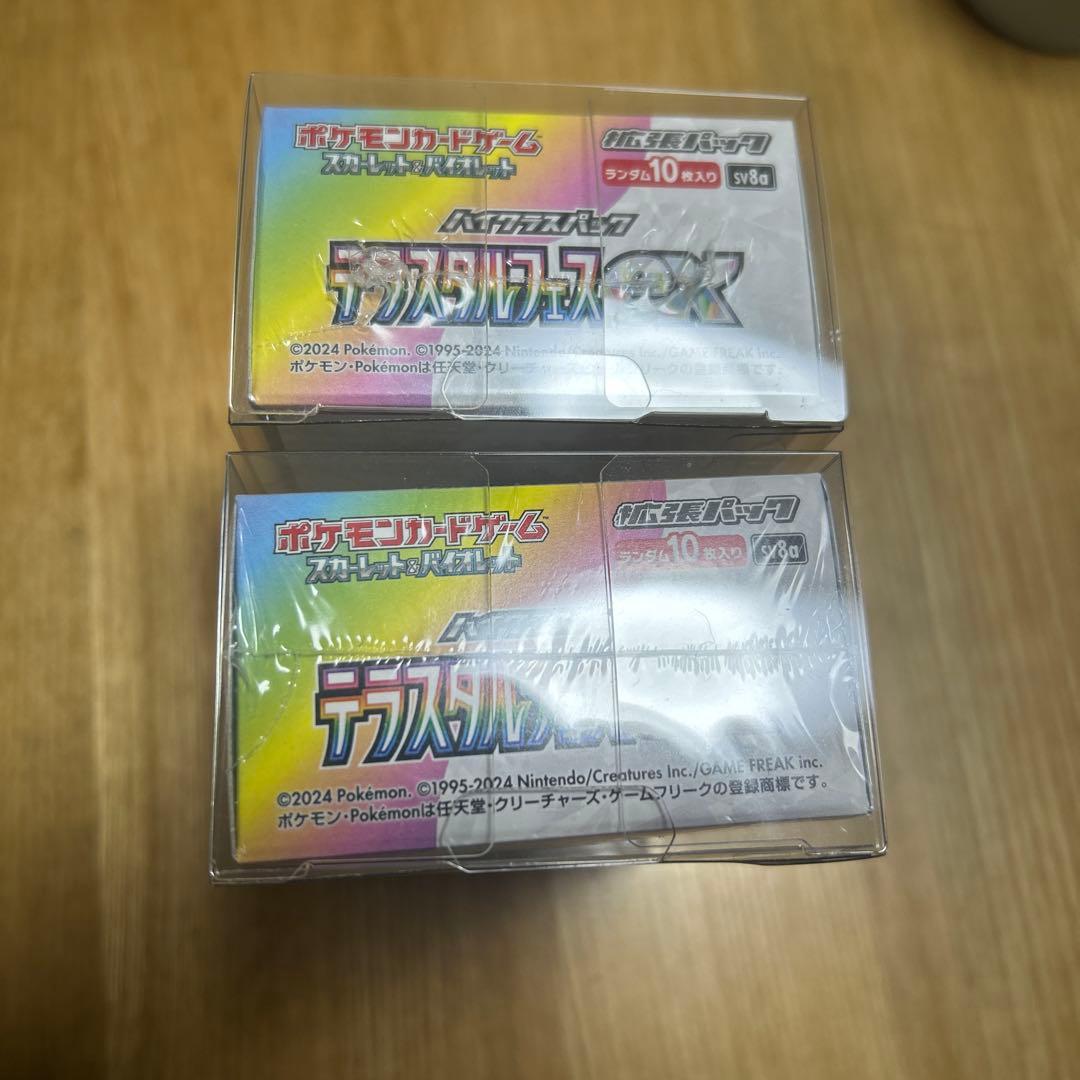 ポケモンカードゲーム
スカーレット&バイオレット
拡張パック
ランダム10枚入り sv8a
ハイクラスパック
テラスタルフェスex
©2024 Pokémon. ©1995-2024 Nintendo/Creatures Inc./GAME FREAK inc.
ポケモン・Pokémonは任天堂・クリーチャーズ・ゲームフリークの登録商標です。
ポケモンカードゲーム
スカーレット&バイオレット
拡張パック
ランダム10枚入り sv8a
ハイ
テラスタル
©2024 Pokémon. ©1995-2024 Nintendo/Creatures Inc./GAME FREAK inc.
ポケモン・Pokémonは任天堂・クリーチャーズ・ゲームフリークの登録商標です。